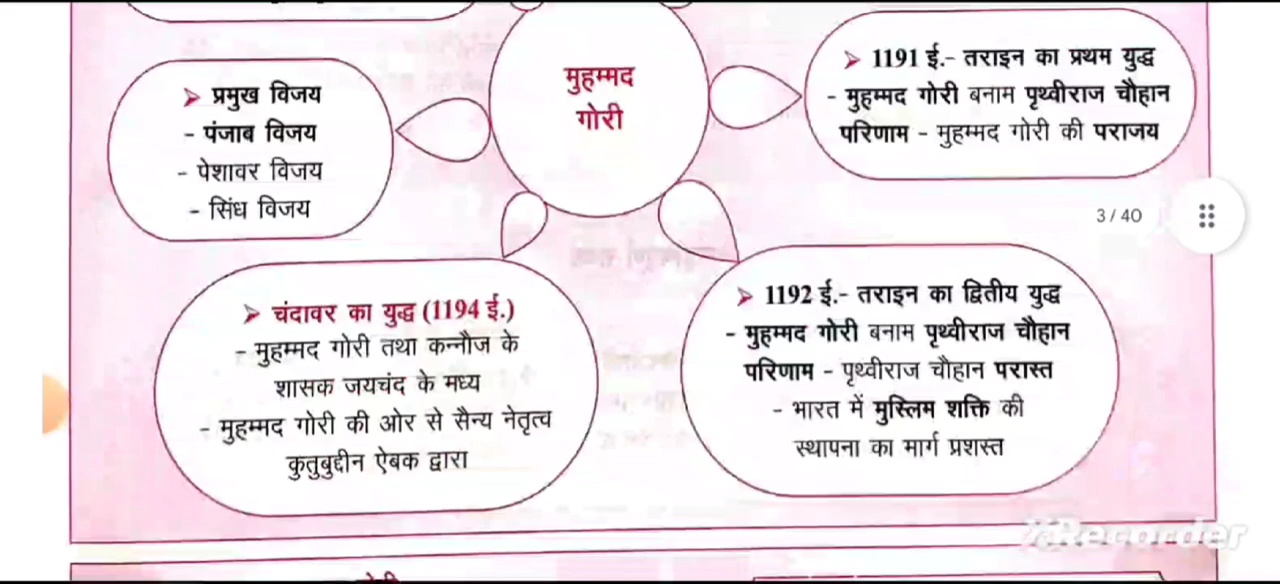 मुहम्मद
गोरी
➢ प्रमुख विजय
- पंजाब विजय
- पेशावर विजय
- सिंध विजय
➢ 1191 ई.- तराइन का प्रथम युद्ध
- मुहम्मद गोरी बनाम पृथ्वीराज चौहान
परिणाम - मुहम्मद गोरी की पराजय
3 / 40
➢ चंदावर का युद्ध (1194 ई.)
- मुहम्मद गोरी तथा कन्नौज के
शासक जयचंद के मध्य
- मुहम्मद गोरी की ओर से सैन्य नेतृत्व
कुतुबुद्दीन ऐबक द्वारा
➢ 1192 ई.- तराइन का द्वितीय युद्ध
- मुहम्मद गोरी बनाम पृथ्वीराज चौहान
परिणाम - पृथ्वीराज चौहान परास्त
- भारत में मुस्लिम शक्ति की
स्थापना का मार्ग प्रशस्त